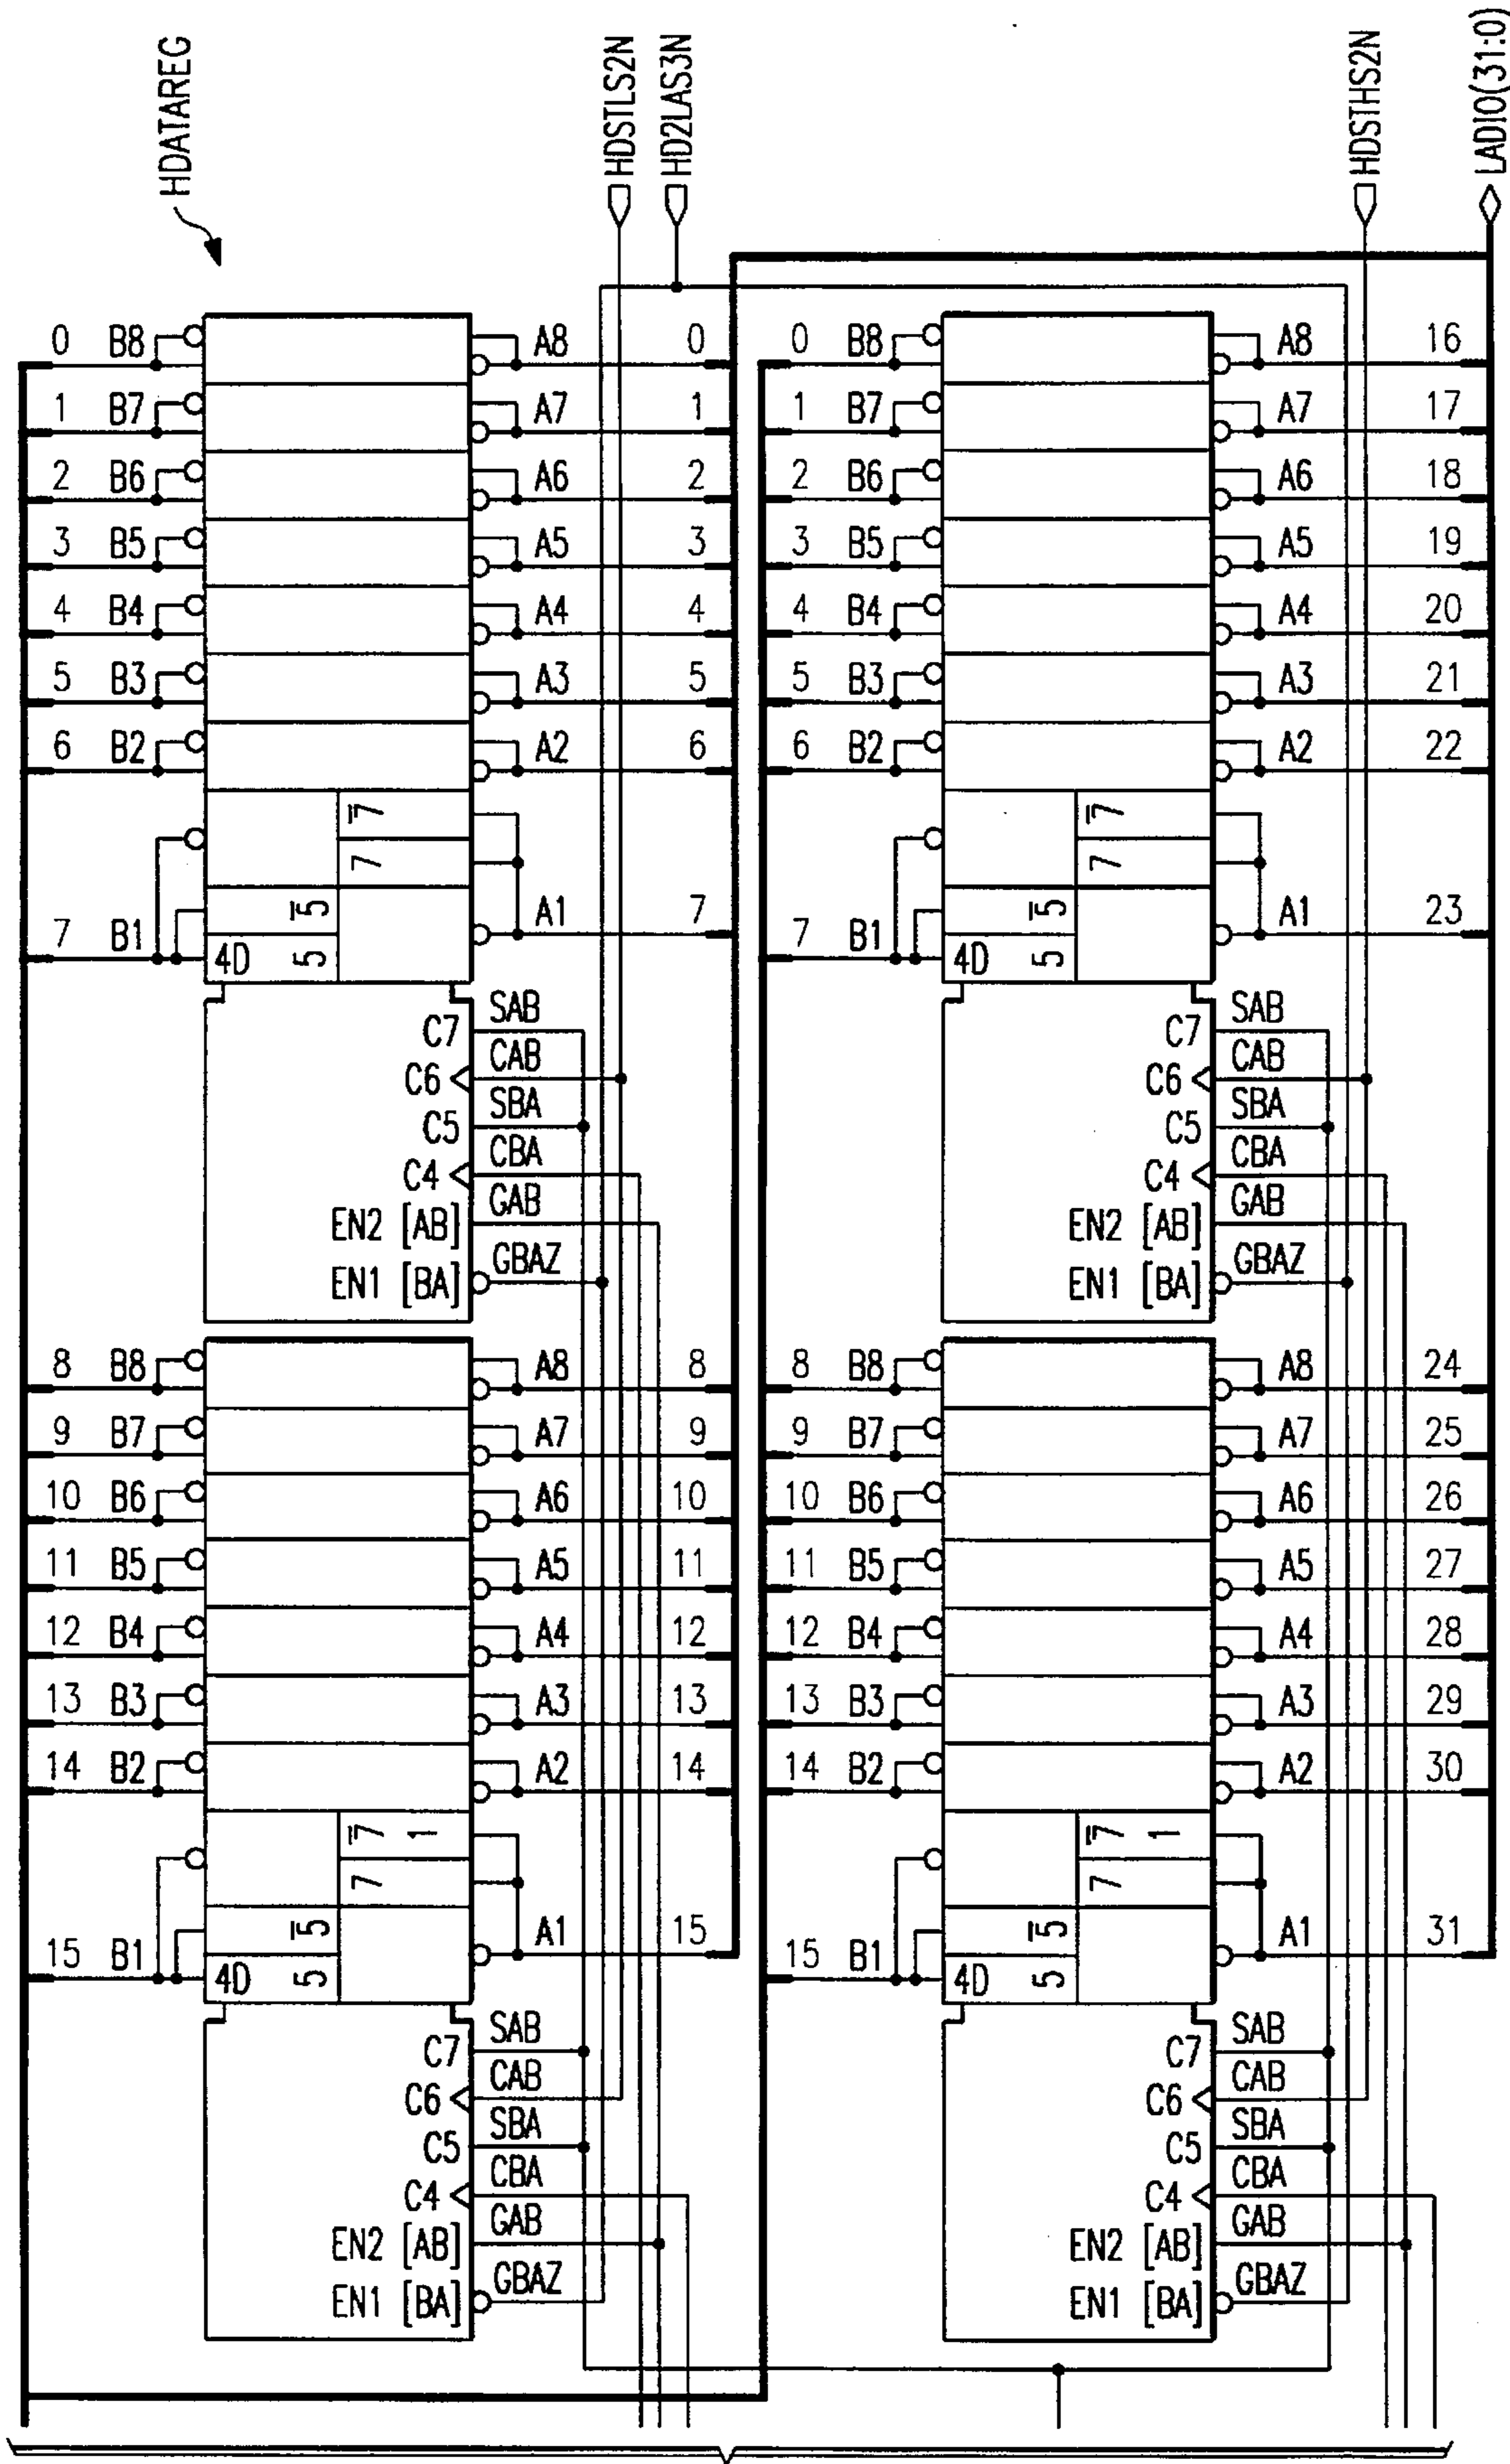 HDATAREG
HDSTLS2N
HD2LAS3N
HDSTHS2N
LADIO(31:0)
0 B8 A8 0 0 B8 A8 16
1 B7 A7 1 1 B7 A7 17
2 B6 A6 2 2 B6 A6 18
3 B5 A5 3 3 B5 A5 19
4 B4 A4 4 4 B4 A4 20
5 B3 A3 5 5 B3 A3 21
6 B2 A2 6 6 B2 A2 22
7̅ 7̅
7 7
7 B1 5̅ A1 7 7 B1 5̅ A1 23
4D 5 4D 5
C7 SAB C7 SAB
C6 CAB C6 CAB
C5 SBA C5 SBA
C4 CBA C4 CBA
EN2 [AB] GAB EN2 [AB] GAB
EN1 [BA] GBAZ EN1 [BA] GBAZ
8 B8 A8 8 8 B8 A8 24
9 B7 A7 9 9 B7 A7 25
10 B6 A6 10 10 B6 A6 26
11 B5 A5 11 11 B5 A5 27
12 B4 A4 12 12 B4 A4 28
13 B3 A3 13 13 B3 A3 29
14 B2 A2 14 14 B2 A2 30
7̅ 1 7̅ 1
7 7
15 B1 5̅ A1 15 15 B1 5̅ A1 31
4D 5 4D 5
C7 SAB C7 SAB
C6 CAB C6 CAB
C5 SBA C5 SBA
C4 CBA C4 CBA
EN2 [AB] GAB EN2 [AB] GAB
EN1 [BA] GBAZ EN1 [BA] GBAZ